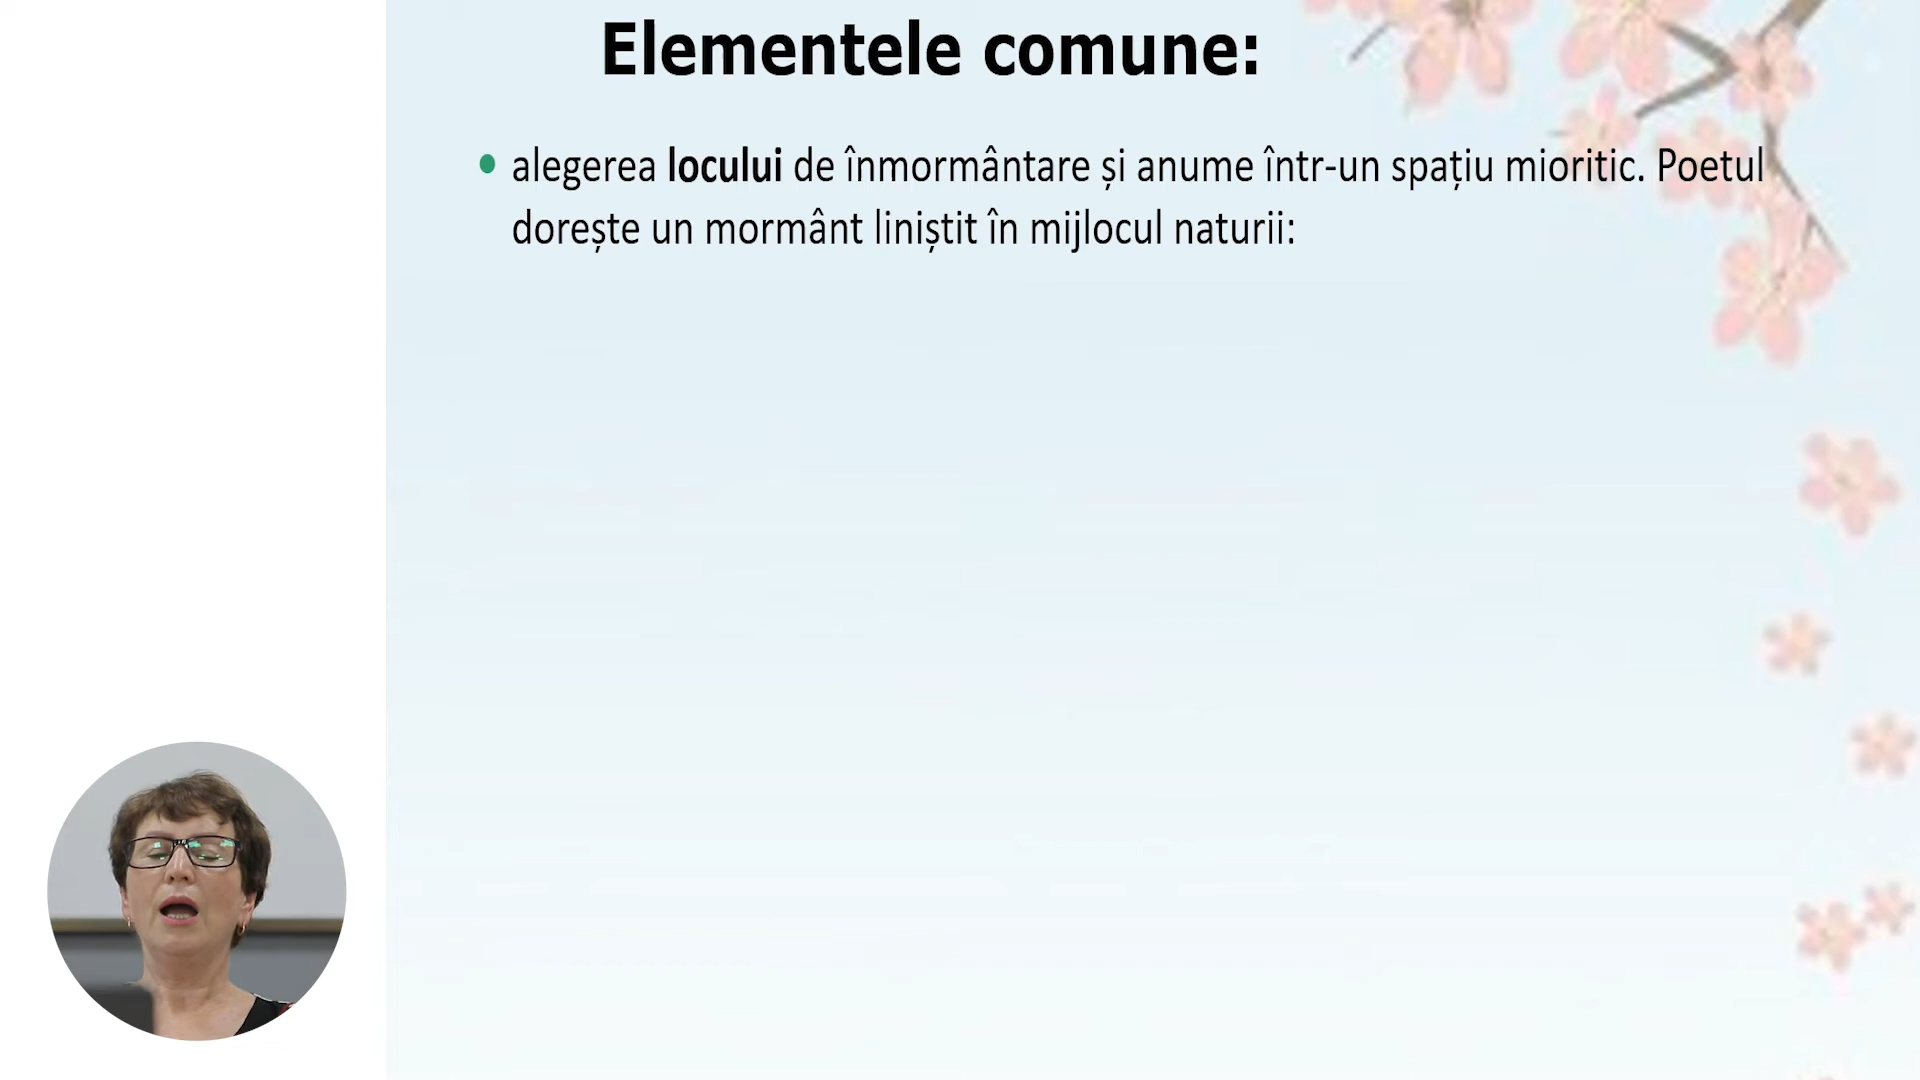 Elementele comune:
• alegerea locului de înmormântare și anume într-un spațiu mioritic. Poetul
dorește un mormânt liniștit în mijlocul naturii: